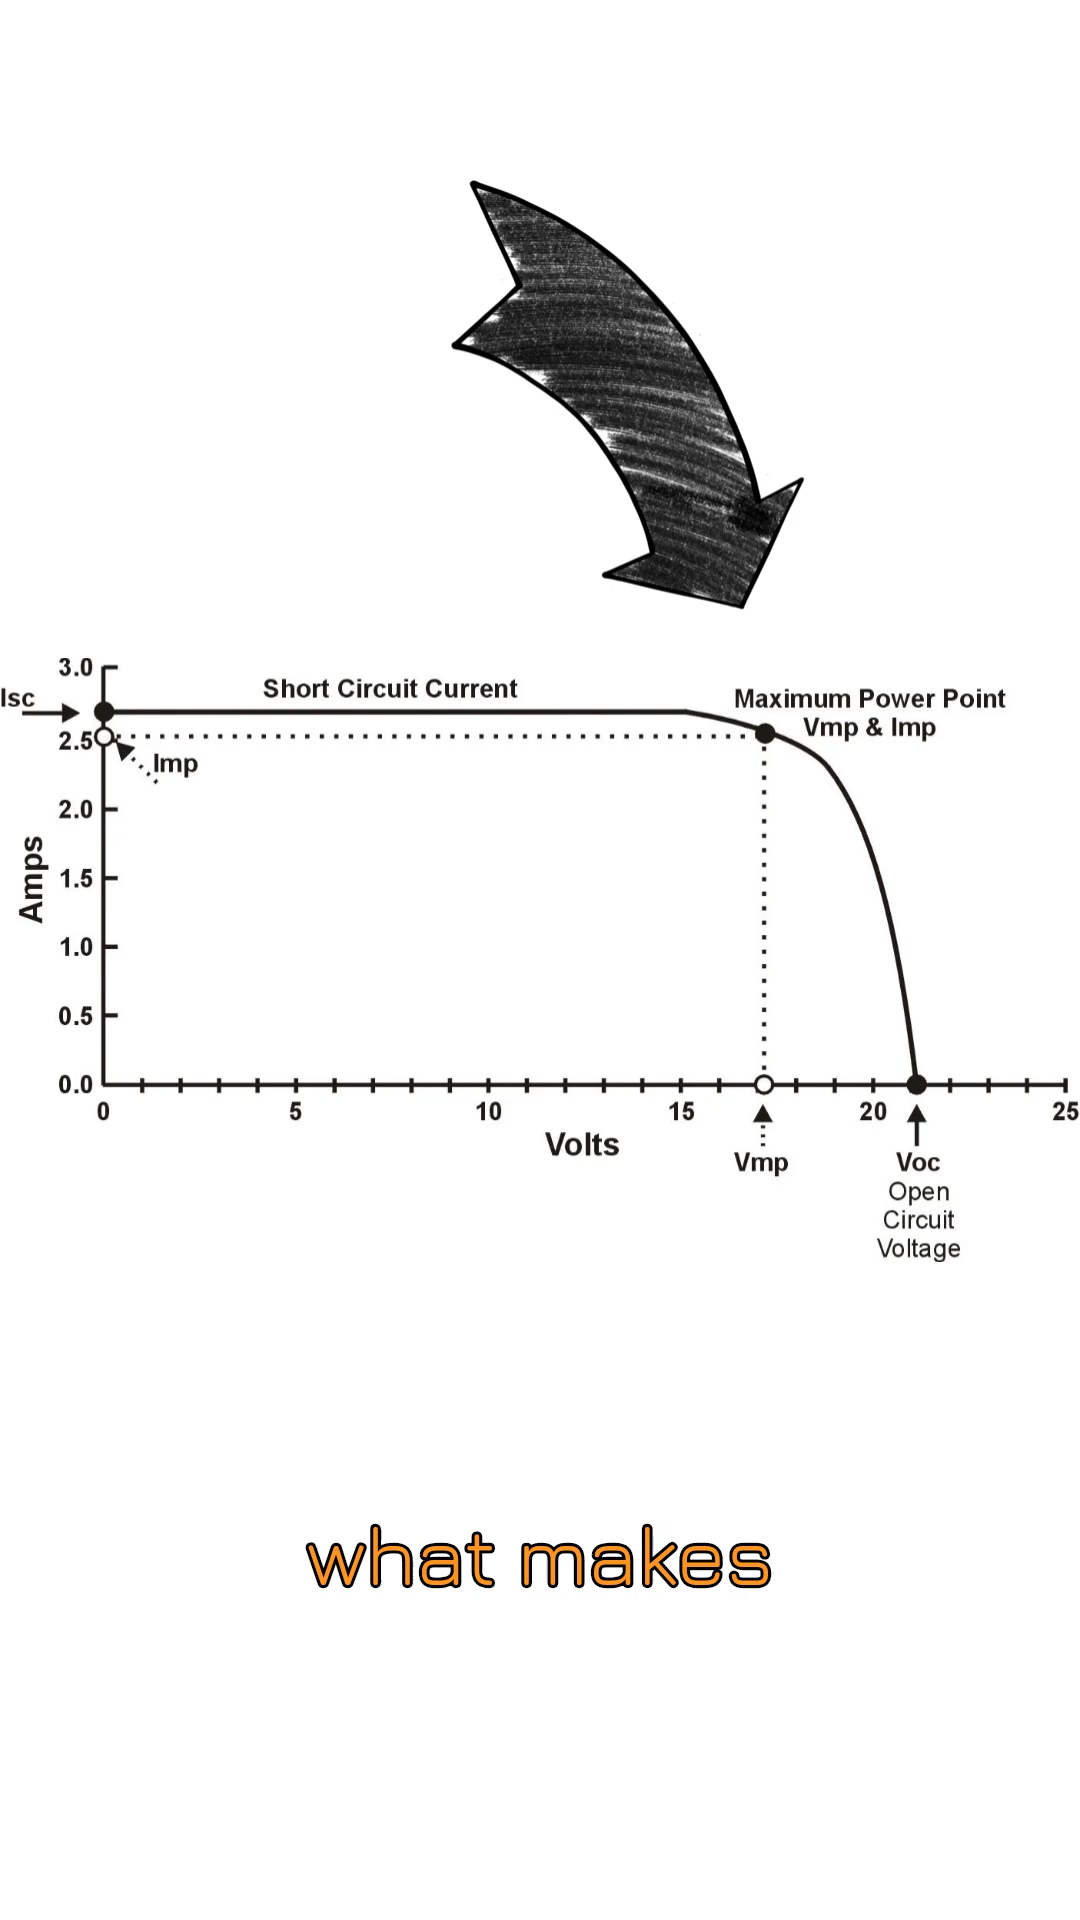 3.0
Isc
Short Circuit Current
Maximum Power Point
Vmp & Imp
2.5
Imp
2.0
1.5
1.0
0.5
0.0
Amps
0 5 10 15 20 25
Volts
Vmp
Voc
Open
Circuit
Voltage
what makes